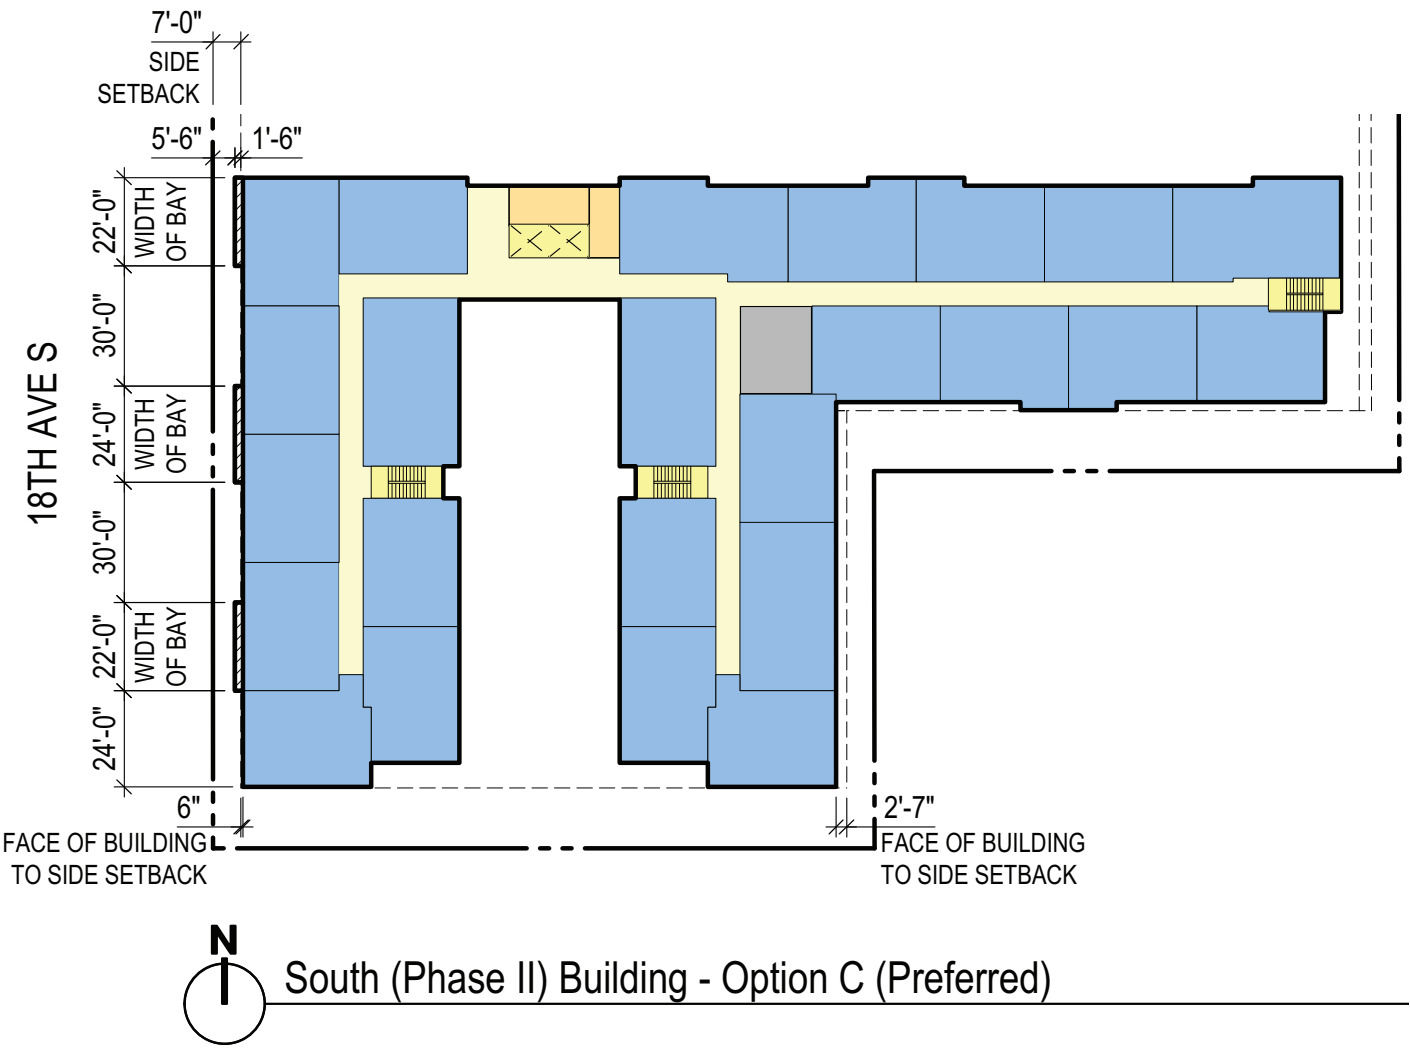 7'-0"
SIDE
SETBACK
5'-6"
1'-6"
22'-0"
WIDTH
OF BAY
30'-0"
24'-0"
WIDTH
OF BAY
30'-0"
22'-0"
WIDTH
OF BAY
24'-0"
18TH AVE S
6"
FACE OF BUILDING
TO SIDE SETBACK
2'-7"
FACE OF BUILDING
TO SIDE SETBACK
N
South (Phase II) Building - Option C (Preferred)